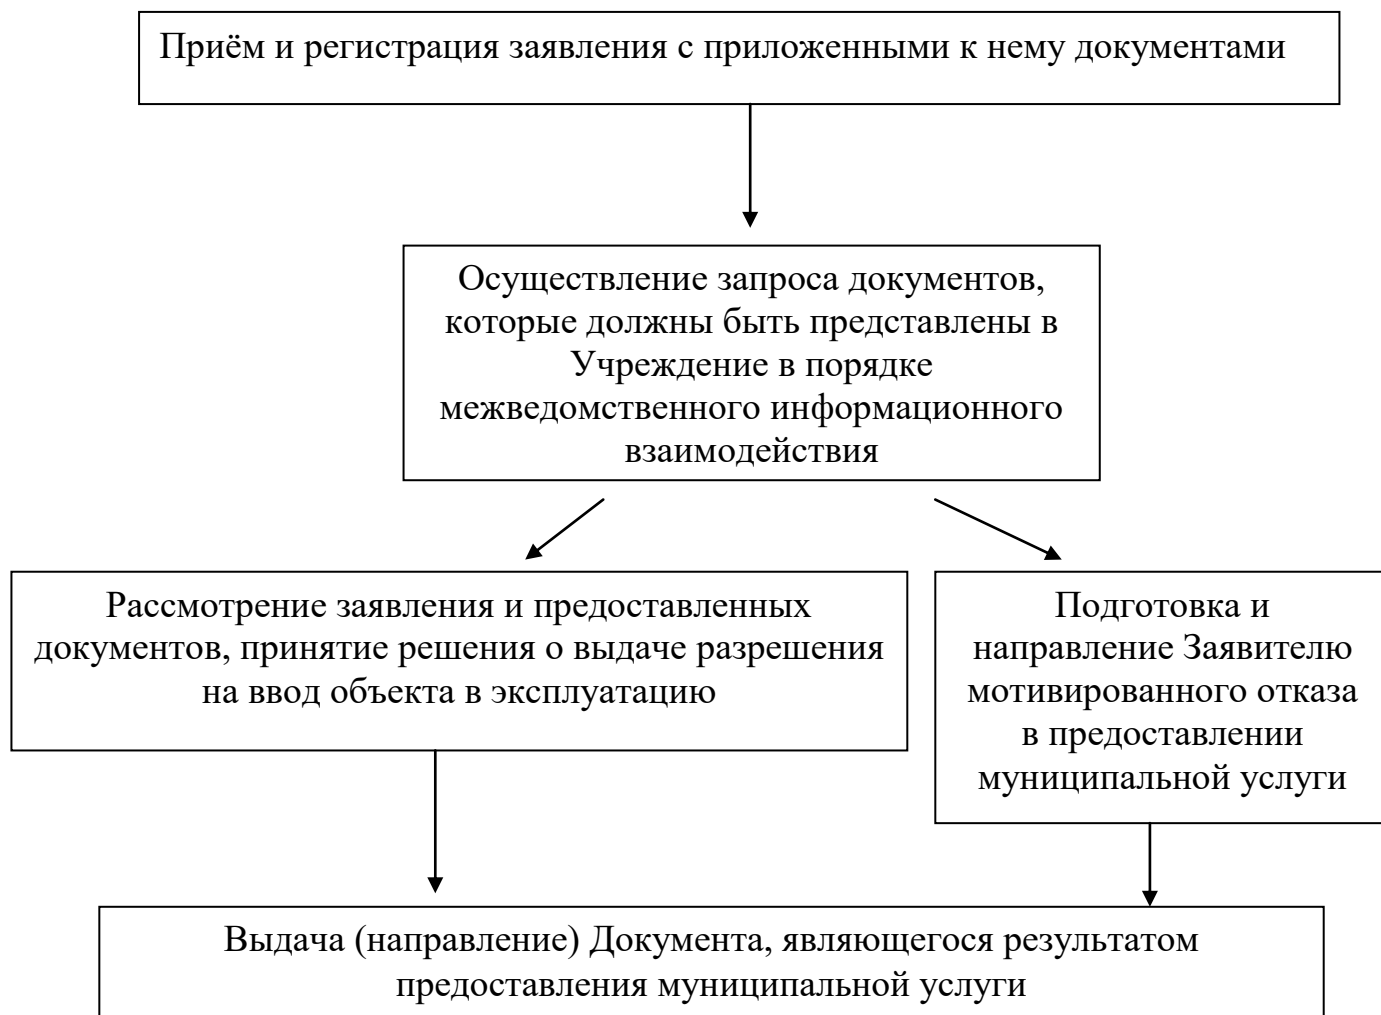 Приём и регистрация заявления с приложенными к нему документами
Осуществление запроса документов,
которые должны быть представлены в
Учреждение в порядке
межведомственного информационного
взаимодействия
Рассмотрение заявления и предоставленных
документов, принятие решения о выдаче разрешения
на ввод объекта в эксплуатацию
Подготовка и
направление Заявителю
мотивированного отказа
в предоставлении
муниципальной услуги
Выдача (направление) Документа, являющегося результатом
предоставления муниципальной услуги